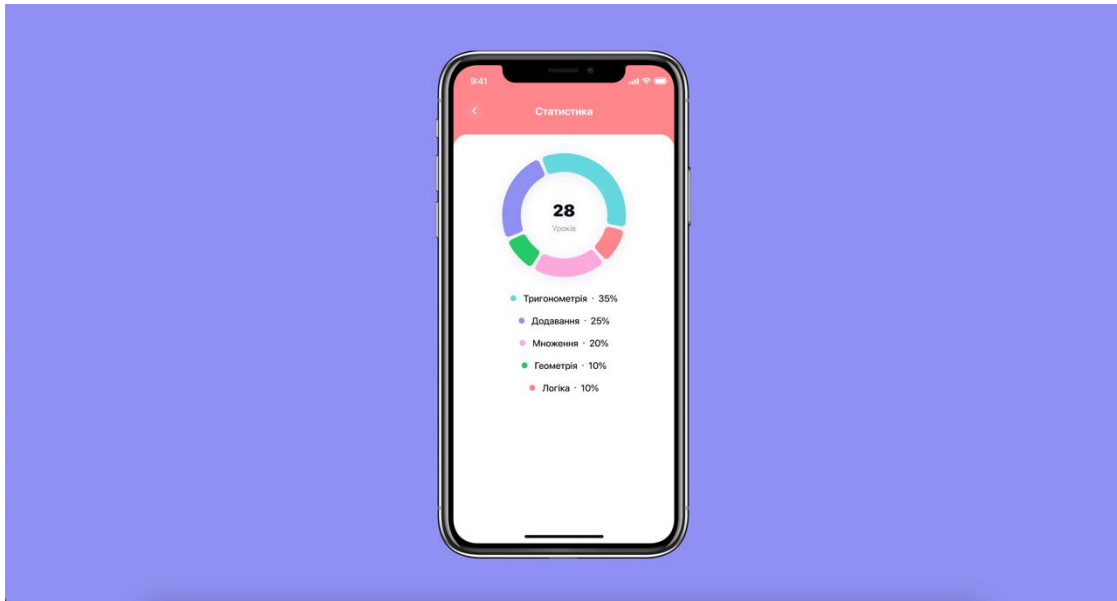 9:41
Статистика
28
Уроків
Тригонометрія · 35%
Додавання · 25%
Множення · 20%
Геометрія · 10%
Логіка · 10%